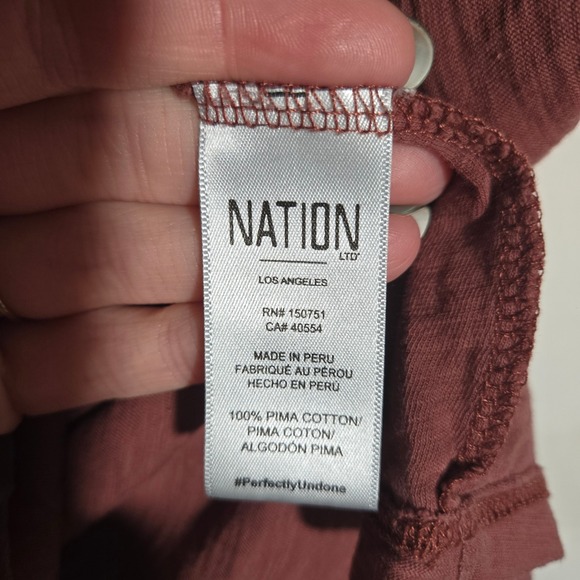 NATION
LTD
LOS ANGELES
RN# 150751
CA# 40554
MADE IN PERU
FABRIQUÉ AU PÉROU
HECHO EN PERÚ
100% PIMA COTTON/
PIMA COTON/
ALGODÓN PIMA
#PerfectlyUndone